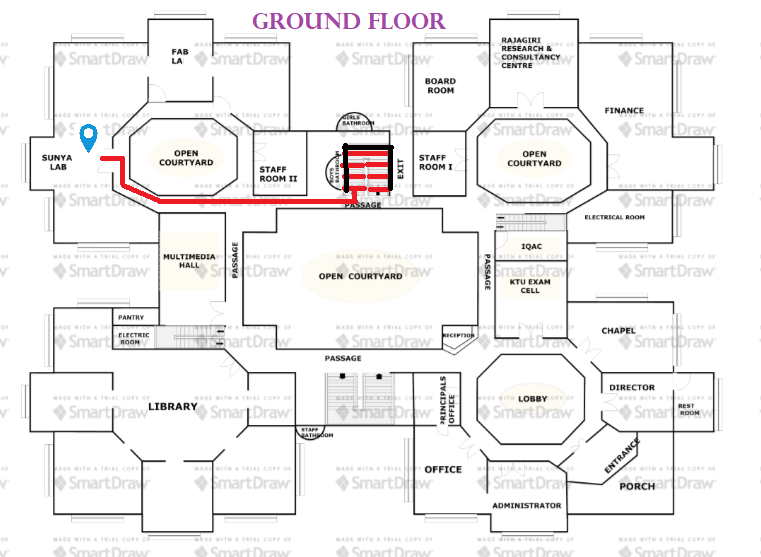 GROUND FLOOR
FAB
LA
RAJAGIRI
RESEARCH &
CONSULTANCY
CENTRE
BOARD
ROOM
FINANCE
GIRLS
BATHROOM
SUNYA
LAB
OPEN
COURTYARD
STAFF
ROOM II
BOYS
BATHROOM
EXIT
STAFF
ROOM I
OPEN
COURTYARD
PASSAGE
ELECTRICAL ROOM
MULTIMEDIA
HALL
PASSAGE
OPEN COURTYARD
PASSAGE
IQAC
KTU EXAM
CELL
PANTRY
ELECTRIC
ROOM
RECEPTION
CHAPEL
PASSAGE
LIBRARY
PRINCIPALS
OFFICE
LOBBY
DIRECTOR
REST
ROOM
STAFF
BATHROOM
OFFICE
ENTRANCE
PORCH
ADMINISTRATOR
MADE WITH A TRIAL COPY OF
SmartDraw